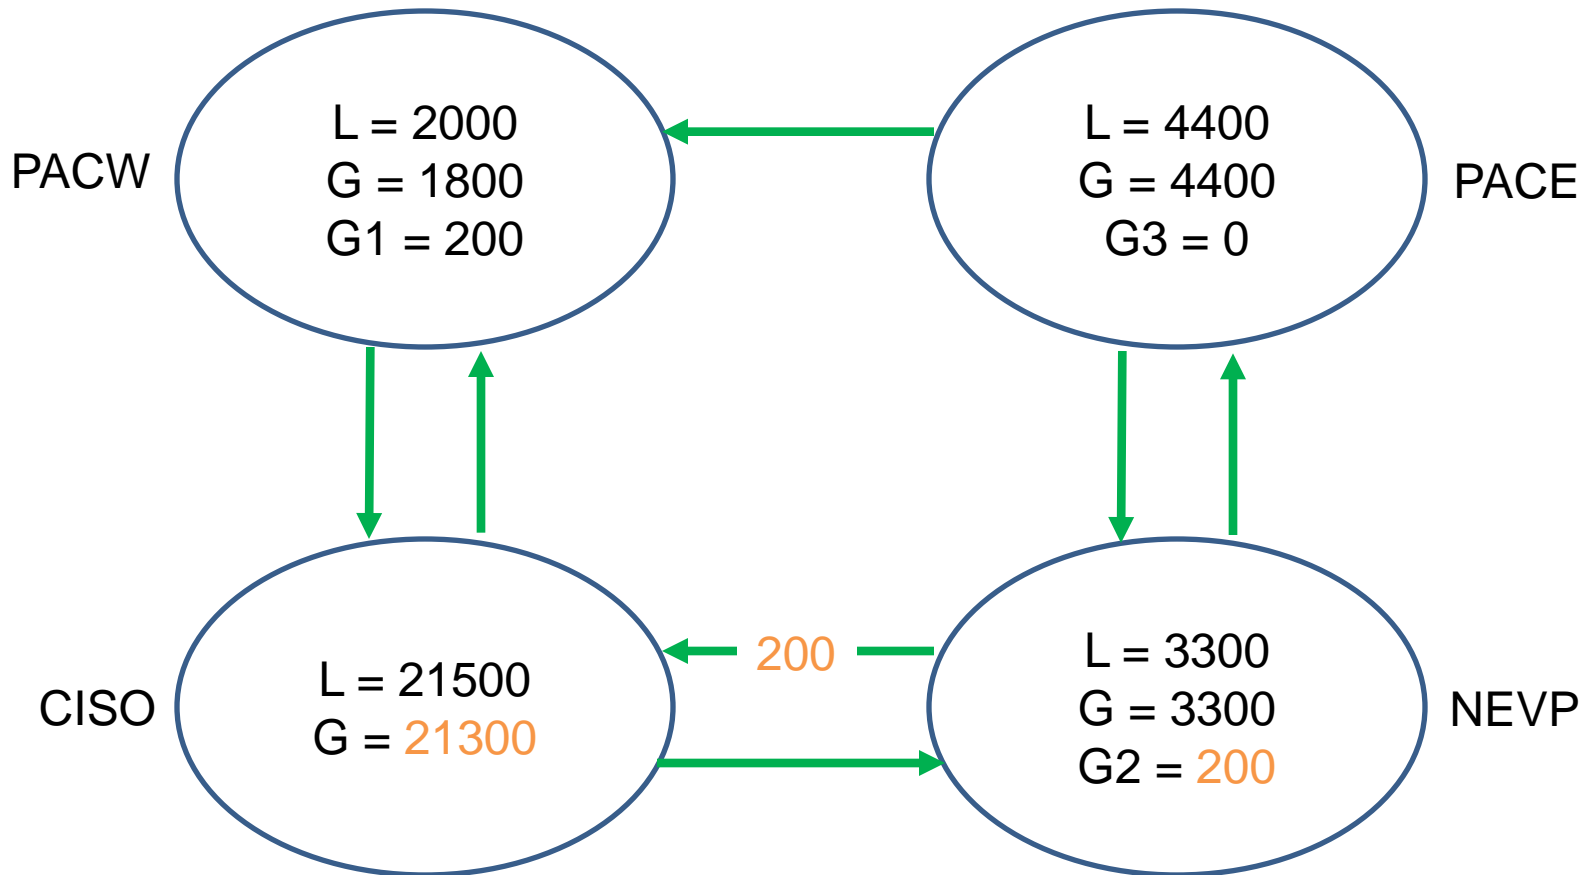 PACW
L = 2000
G = 1800
G1 = 200
L = 4400
G = 4400
G3 = 0
PACE
CISO
L = 21500
G = 21300
200
L = 3300
G = 3300
G2 = 200
NEVP